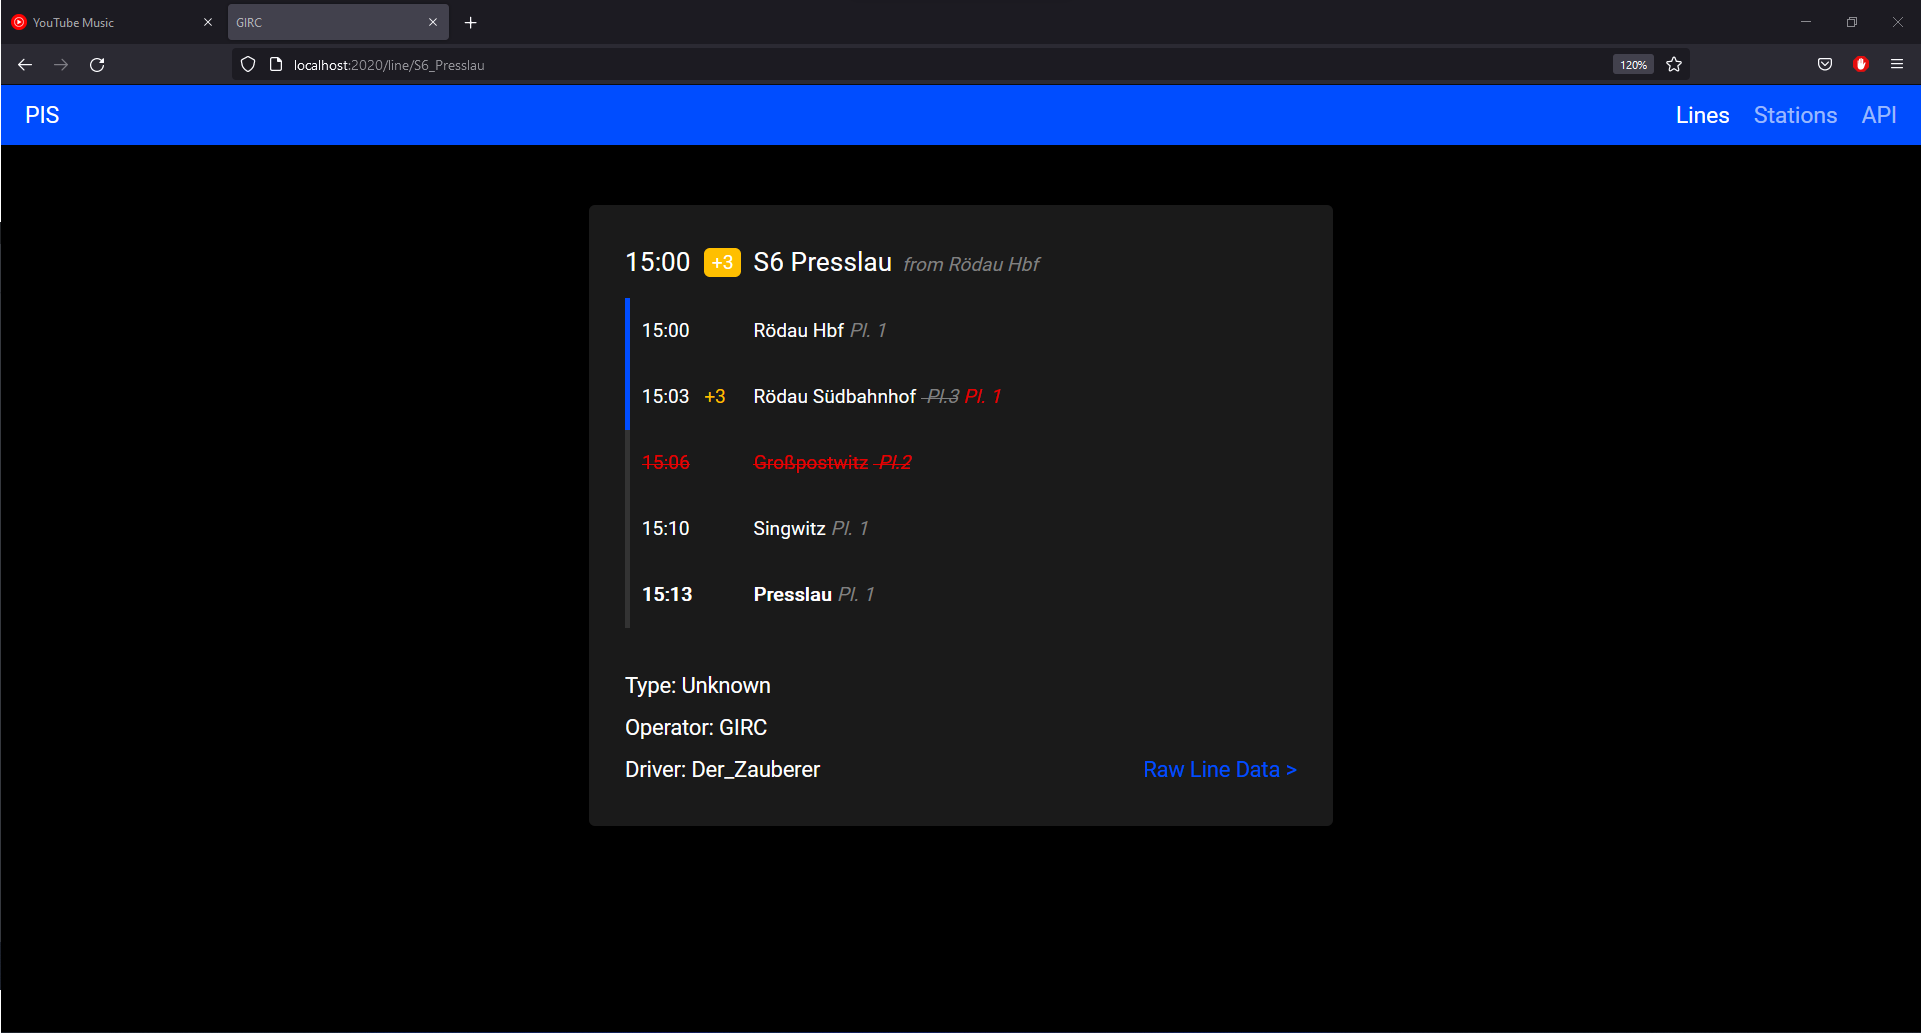 YouTube Music
GIRC
localhost:2020/line/S6_Presslau
120%
PIS
Lines Stations API
15:00 +3 S6 Presslau from Rödau Hbf
15:00 Rödau Hbf Pl. 1
15:03 +3 Rödau Südbahnhof Pl.3 Pl. 1
15:06 Großpostwitz Pl.2
15:10 Singwitz Pl. 1
15:13 Presslau Pl. 1
Type: Unknown
Operator: GIRC
Driver: Der_Zauberer
Raw Line Data >